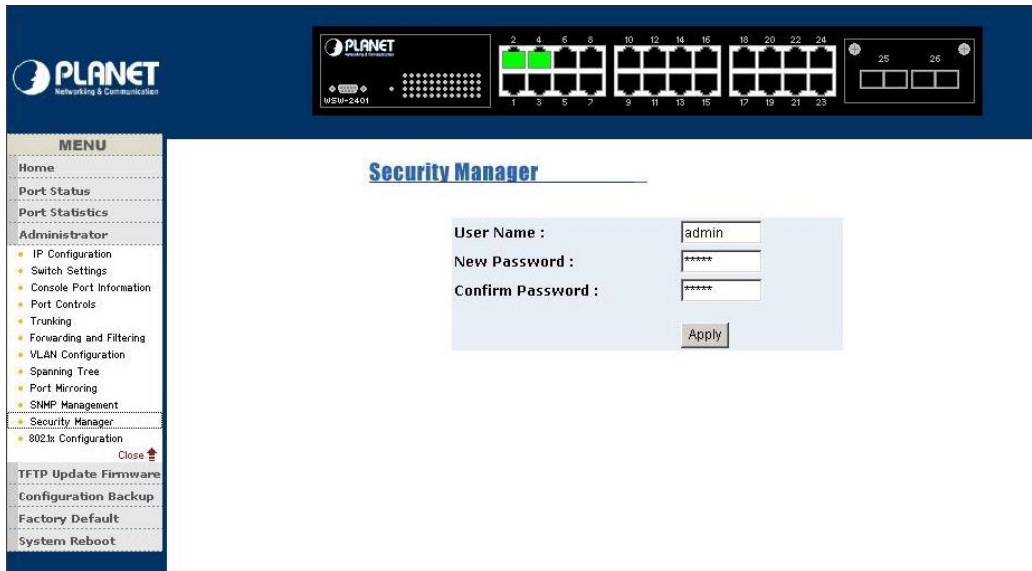 PLANET
Networking & Communication
PLANET
Networking & Communication
WSW-2401
2 4 6 8 10 12 14 16 18 20 22 24
1 3 5 7 9 11 13 15 17 19 21 23
25 26
MENU
Home
Port Status
Port Statistics
Administrator
IP Configuration
Switch Settings
Console Port Information
Port Controls
Trunking
Forwarding and Filtering
VLAN Configuration
Spanning Tree
Port Mirroring
SNMP Management
Security Manager
802.1x Configuration
Close
TFTP Update Firmware
Configuration Backup
Factory Default
System Reboot
Security Manager
User Name : admin
New Password : *****
Confirm Password : *****
Apply